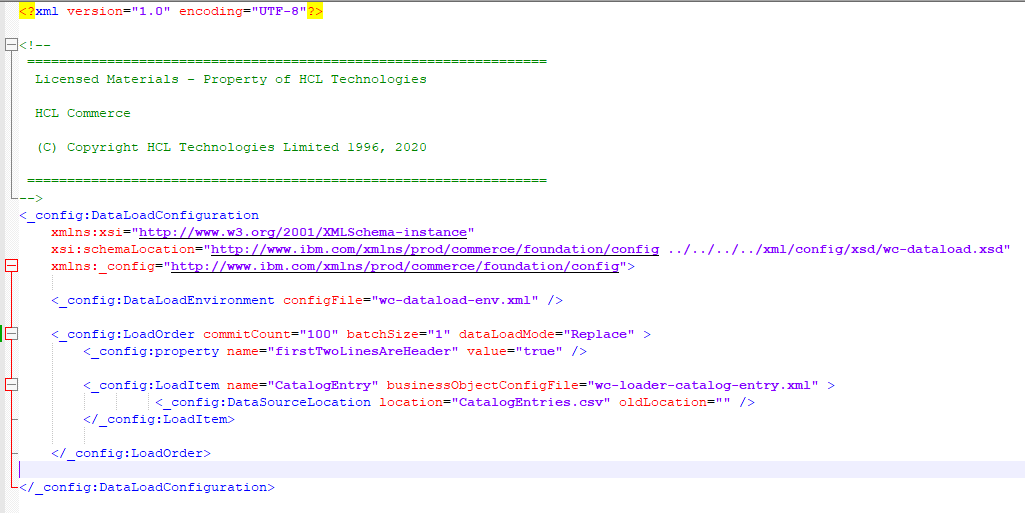 <?xml version="1.0" encoding="UTF-8"?>
<!--
=================================================================
Licensed Materials - Property of HCL Technologies
HCL Commerce
(C) Copyright HCL Technologies Limited 1996, 2020
=================================================================
-->
<_config:DataLoadConfiguration
xmlns:xsi="http://www.w3.org/2001/XMLSchema-instance"
xsi:schemaLocation="http://www.ibm.com/xmlns/prod/commerce/foundation/config ../../../../xml/config/xsd/wc-dataload.xsd"
xmlns:_config="http://www.ibm.com/xmlns/prod/commerce/foundation/config">
<_config:DataLoadEnvironment configFile="wc-dataload-env.xml" />
<_config:LoadOrder commitCount="100" batchSize="1" dataLoadMode="Replace" >
<_config:property name="firstTwoLinesAreHeader" value="true" />
<_config:LoadItem name="CatalogEntry" businessObjectConfigFile="wc-loader-catalog-entry.xml" >
<_config:DataSourceLocation location="CatalogEntries.csv" oldLocation="" />
</_config:LoadItem>
</_config:LoadOrder>
</_config:DataLoadConfiguration>